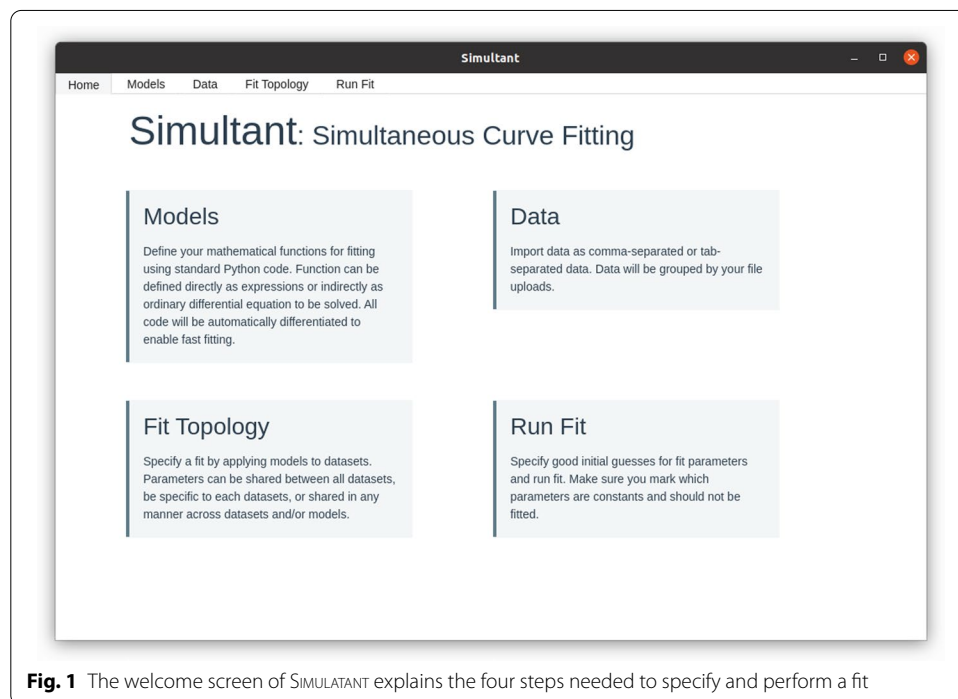 Simultant
Home Models Data Fit Topology Run Fit
Simultant: Simultaneous Curve Fitting
Models
Define your mathematical functions for fitting
using standard Python code. Function can be
defined directly as expressions or indirectly as
ordinary differential equation to be solved. All
code will be automatically differentiated to
enable fast fitting.
Data
Import data as comma-separated or tab-
separated data. Data will be grouped by your file
uploads.
Fit Topology
Specify a fit by applying models to datasets.
Parameters can be shared between all datasets,
be specific to each datasets, or shared in any
manner across datasets and/or models.
Run Fit
Specify good initial guesses for fit parameters
and run fit. Make sure you mark which
parameters are constants and should not be
fitted.
Fig. 1 The welcome screen of SIMULATANT explains the four steps needed to specify and perform a fit